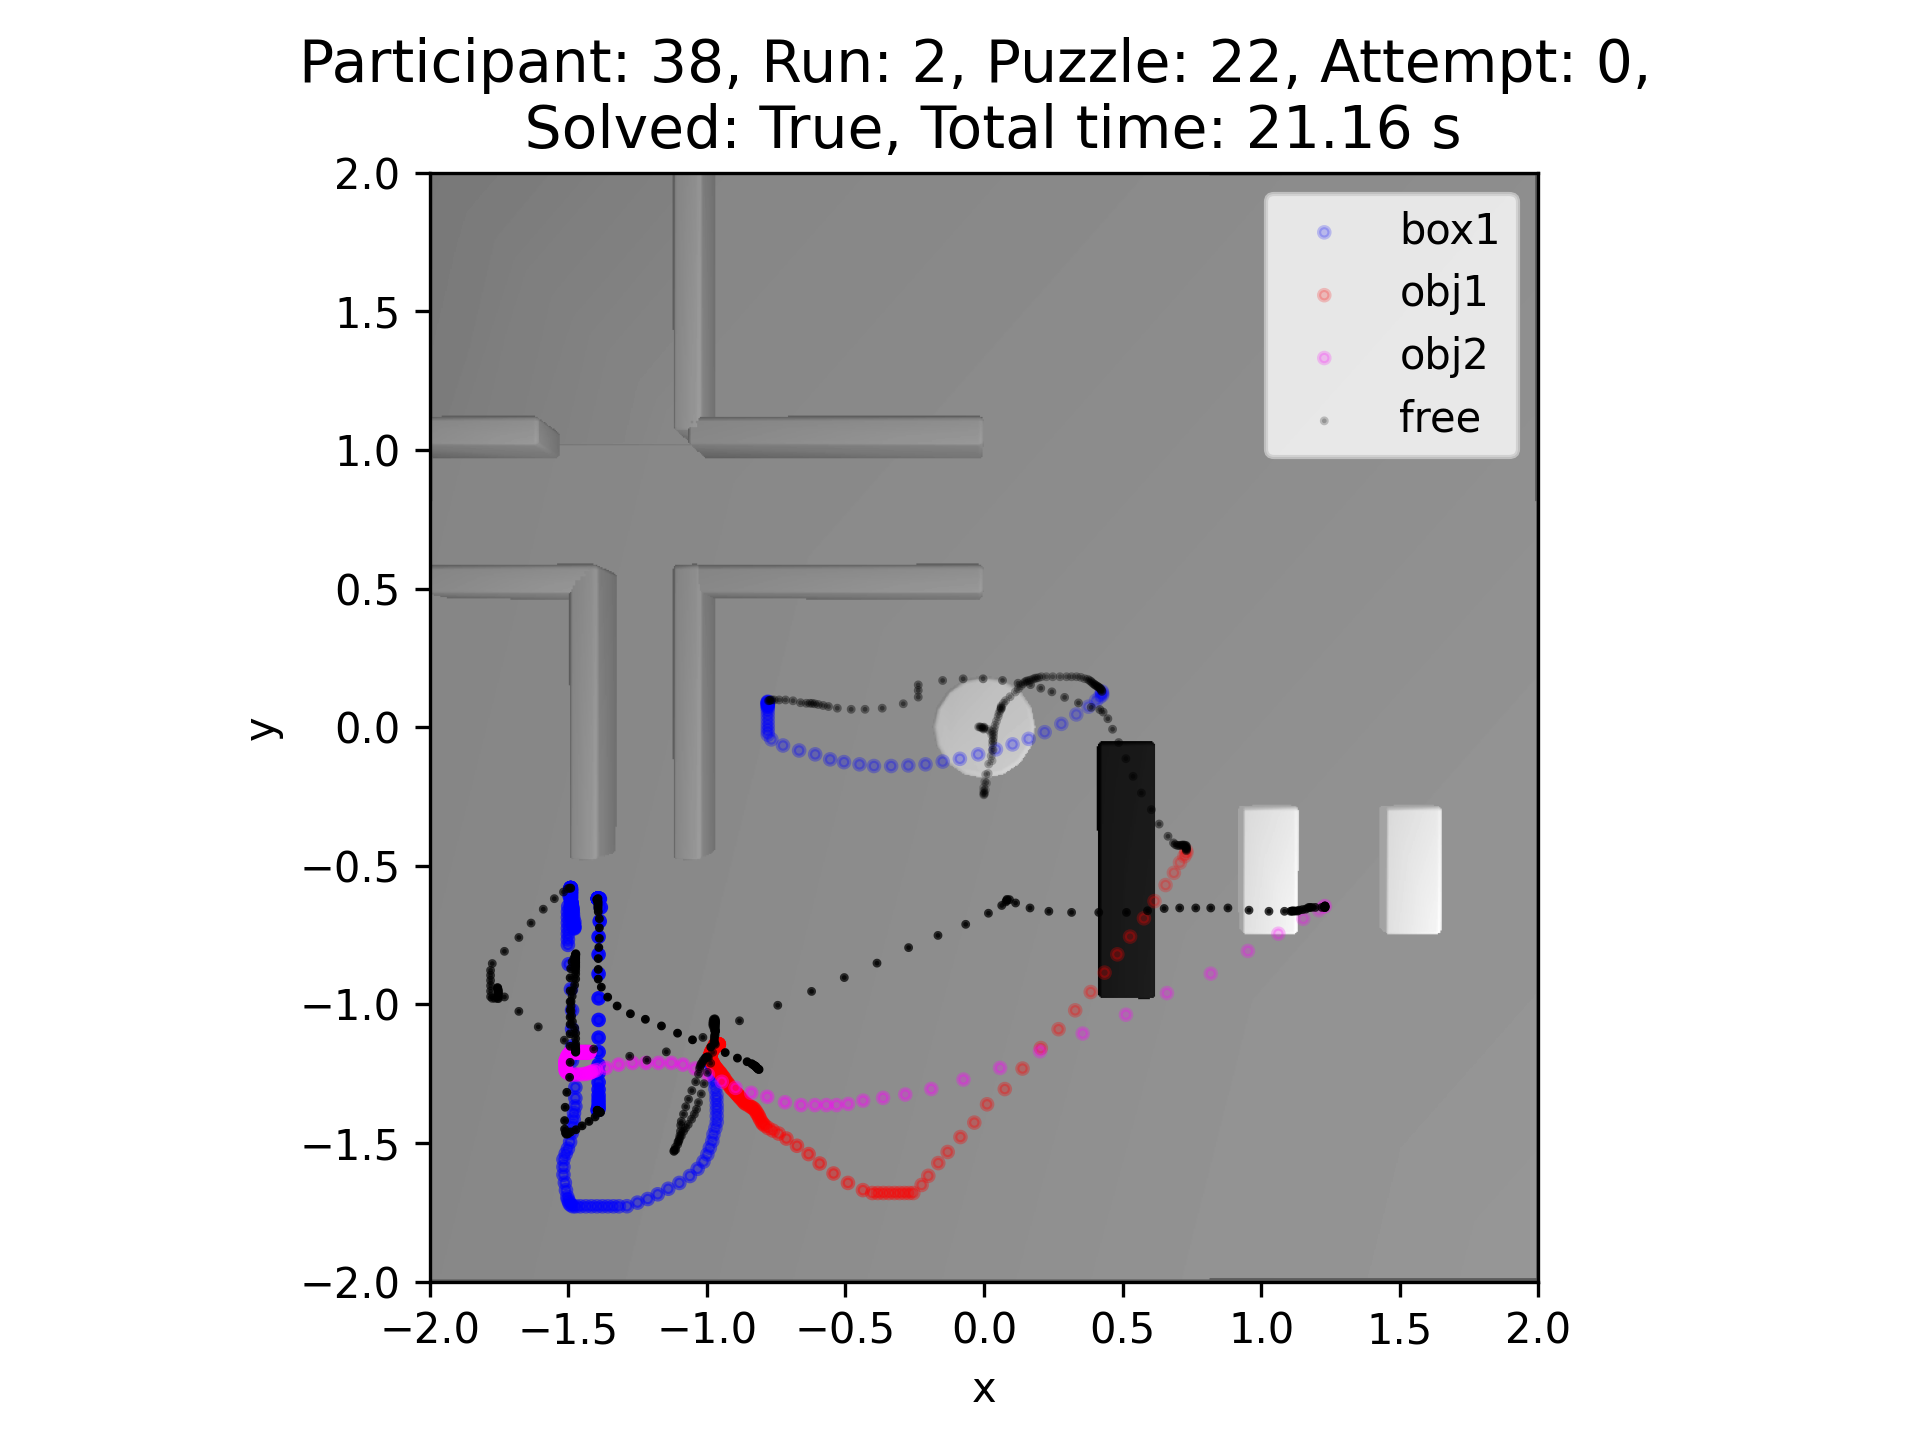 Participant: 38, Run: 2, Puzzle: 22, Attempt: 0,
Solved: True, Total time: 21.16 s
2.0
1.5
1.0
0.5
0.0
−0.5
−1.0
−1.5
−2.0
y
box1
obj1
obj2
free
−2.0 −1.5 −1.0 −0.5 0.0 0.5 1.0 1.5 2.0
x